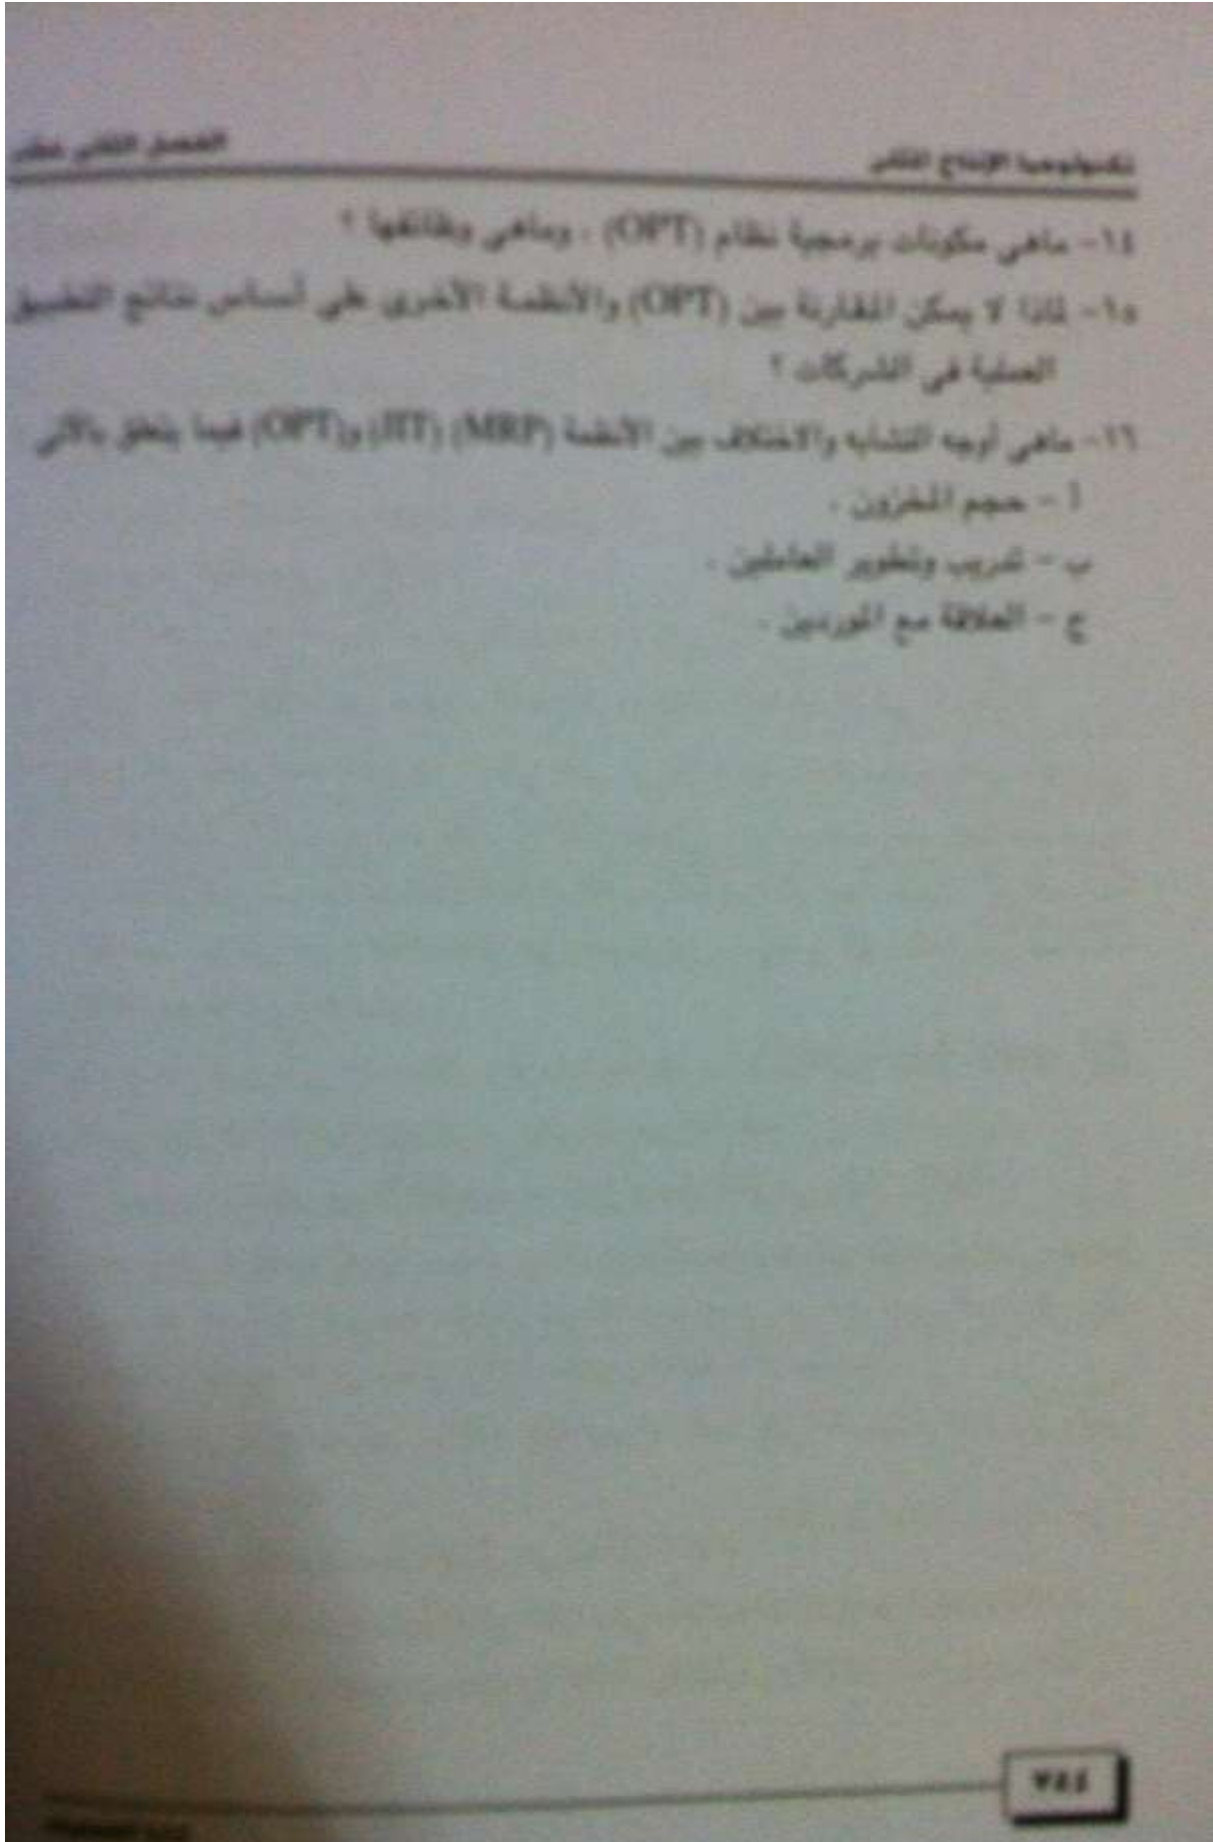 تكنولوجيا الإنتاج الأمثل
الفصل الثاني عشر
١٤- ماهي مكونات برمجية نظام (OPT) ، وماهي وظائفها ؟
١٥- لماذا لا يمكن المقارنة بين (OPT) والأنظمة الأخرى على أساس نتائج التطبيق
العملية في الشركات ؟
١٦- ماهي أوجه التشابه والاختلاف بين الأنظمة (MRP) (JIT) و(OPT) فيما يتعلق بالآتي
أ - حجم المخزون .
ب - تدريب وتطوير العاملين .
ج - العلاقة مع الموردين .